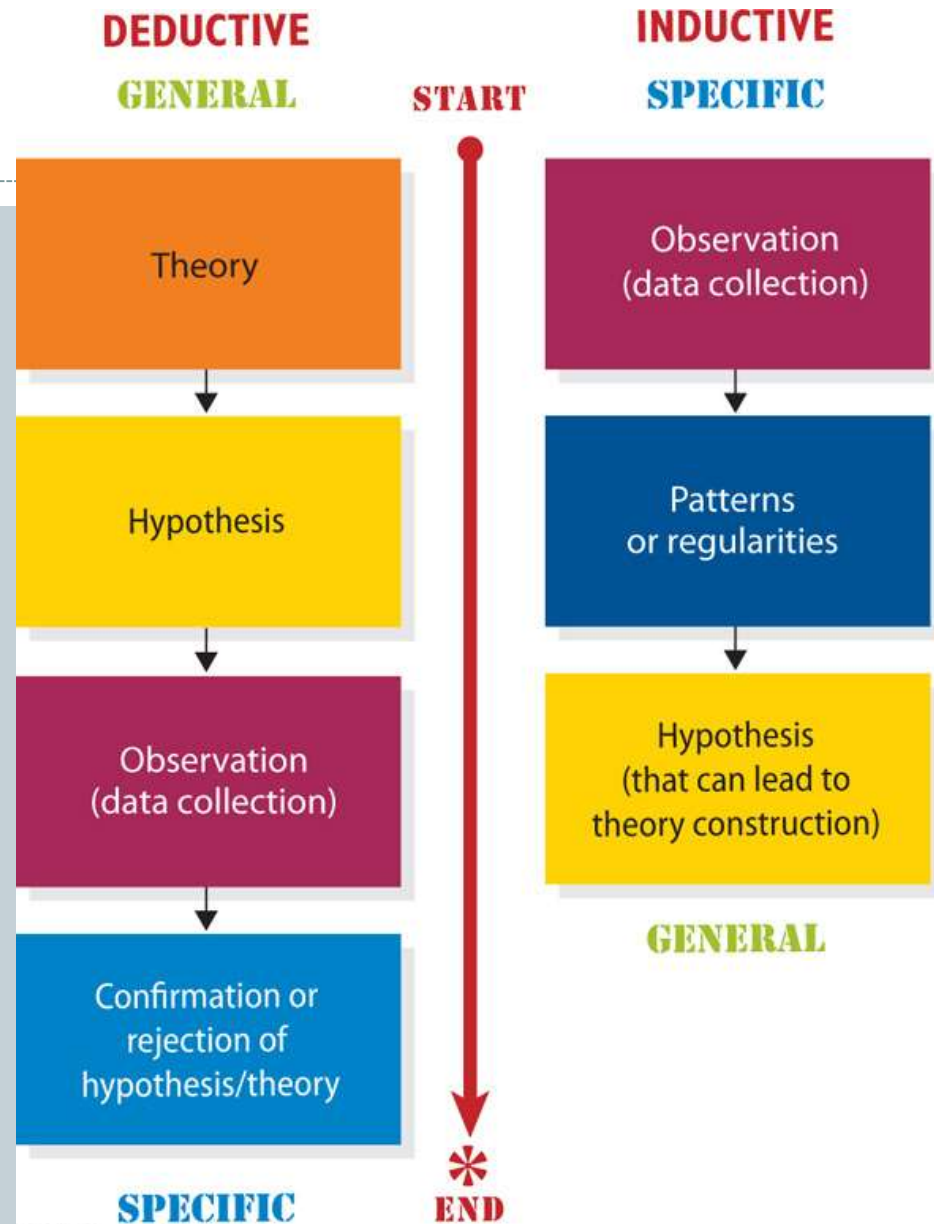 DEDUCTIVE
GENERAL
Theory
Hypothesis
Observation
(data collection)
Confirmation or
rejection of
hypothesis/theory
SPECIFIC
START
END
INDUCTIVE
SPECIFIC
Observation
(data collection)
Patterns
or regularities
Hypothesis
(that can lead to
theory construction)
GENERAL